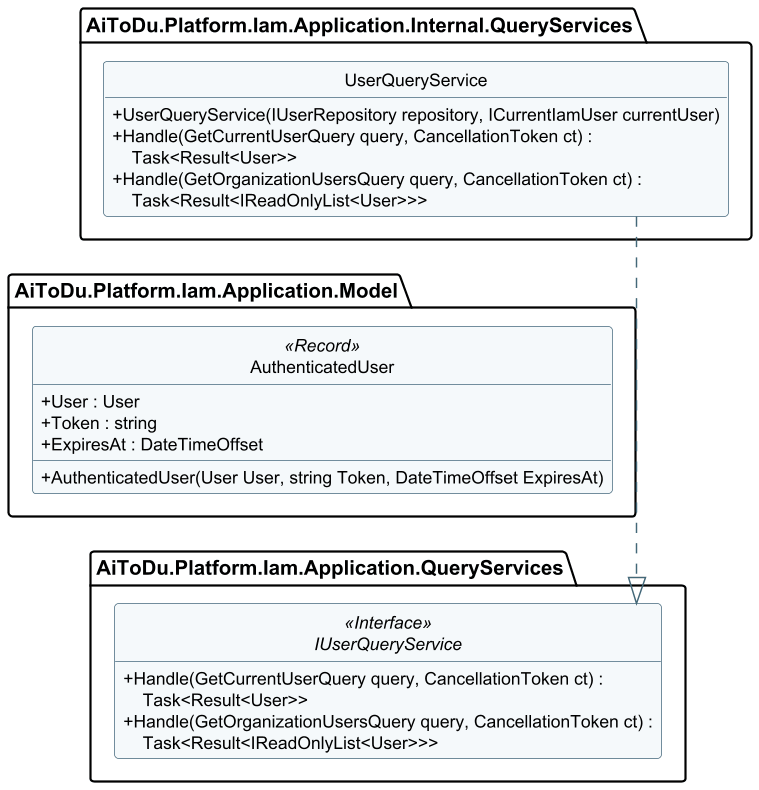 AiToDu.Platform.Iam.Application.Internal.QueryServices
UserQueryService
+UserQueryService(IUserRepository repository, ICurrentIamUser currentUser)
+Handle(GetCurrentUserQuery query, CancellationToken ct) :
Task<Result<User>>
+Handle(GetOrganizationUsersQuery query, CancellationToken ct) :
Task<Result<IReadOnlyList<User>>>
AiToDu.Platform.Iam.Application.Model
«Record»
AuthenticatedUser
+User : User
+Token : string
+ExpiresAt : DateTimeOffset
+AuthenticatedUser(User User, string Token, DateTimeOffset ExpiresAt)
AiToDu.Platform.Iam.Application.QueryServices
«Interface»
IUserQueryService
+Handle(GetCurrentUserQuery query, CancellationToken ct) :
Task<Result<User>>
+Handle(GetOrganizationUsersQuery query, CancellationToken ct) :
Task<Result<IReadOnlyList<User>>>